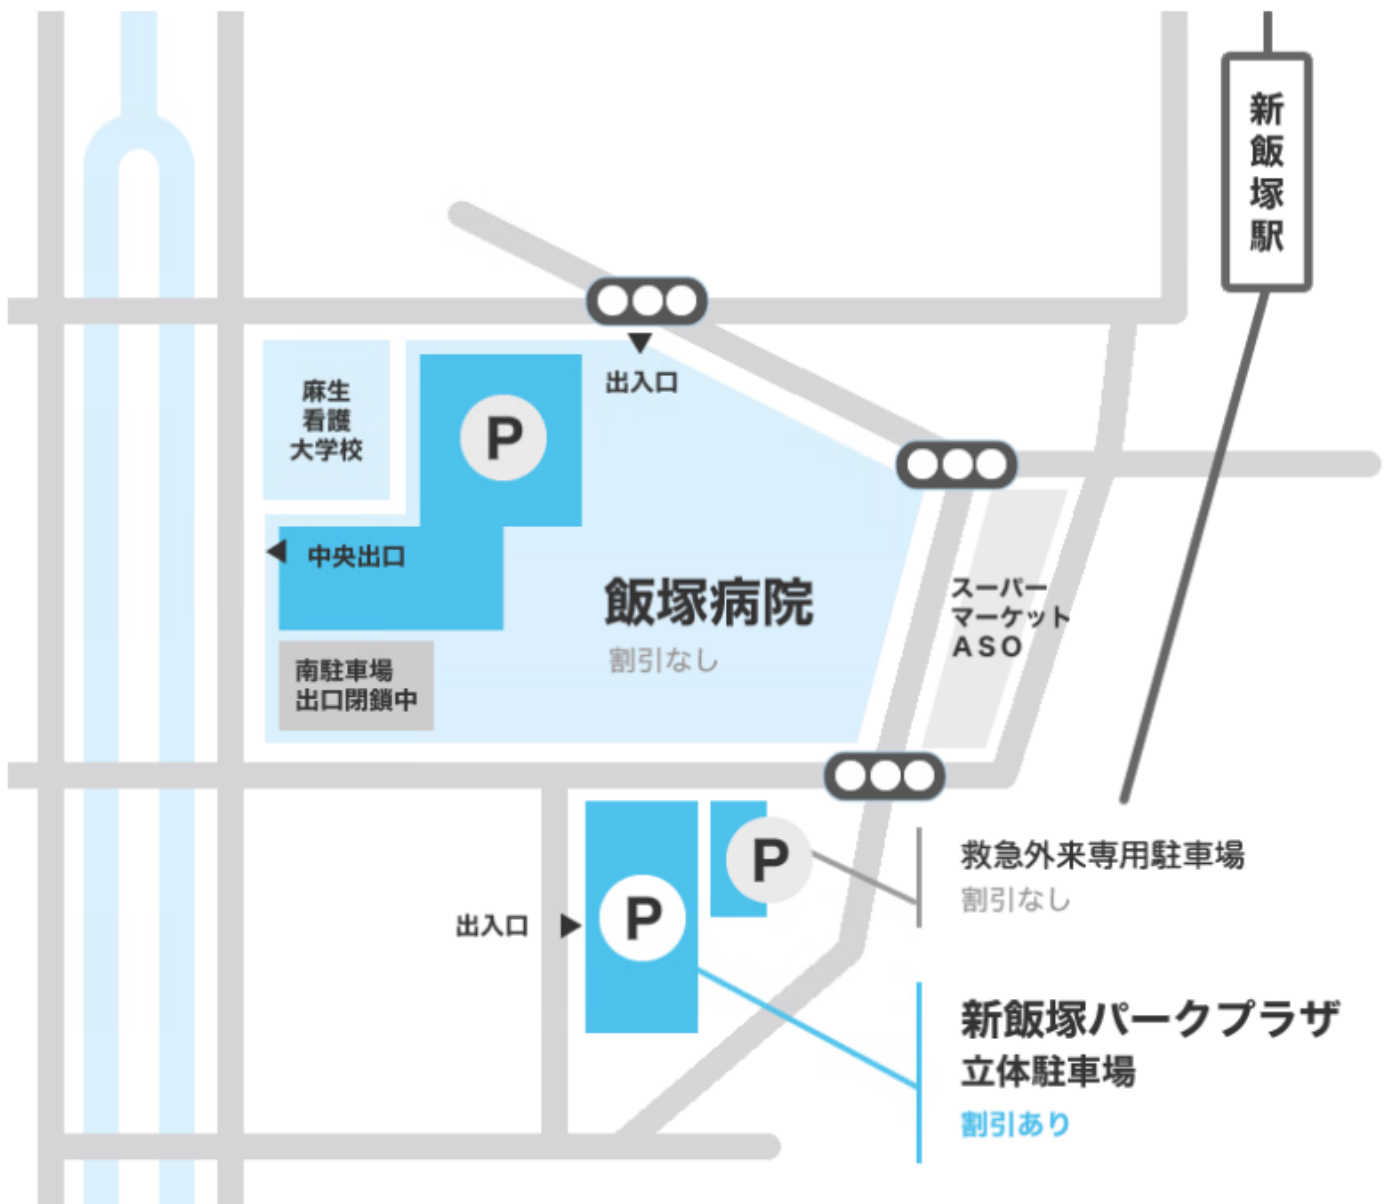 新飯塚駅
出入口
麻生
看護
大学校
P
中央出口
飯塚病院
割引なし
南駐車場
出口閉鎖中
スーパー
マーケット
ASO
P
救急外来専用駐車場
割引なし
出入口
P
新飯塚パークプラザ
立体駐車場
割引あり